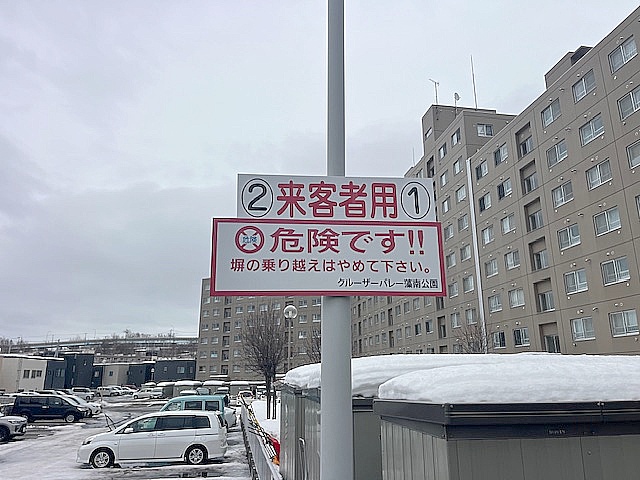 ② 来客者用 ①
危険です!!
塀の乗り越えはやめて下さい。
クルーザーバレー藻南公園